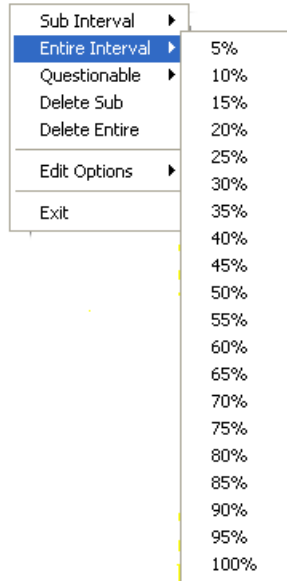 Sub Interval
Entire Interval
Questionable
Delete Sub
Delete Entire
Edit Options
Exit
5%
10%
15%
20%
25%
30%
35%
40%
45%
50%
55%
60%
65%
70%
75%
80%
85%
90%
95%
100%